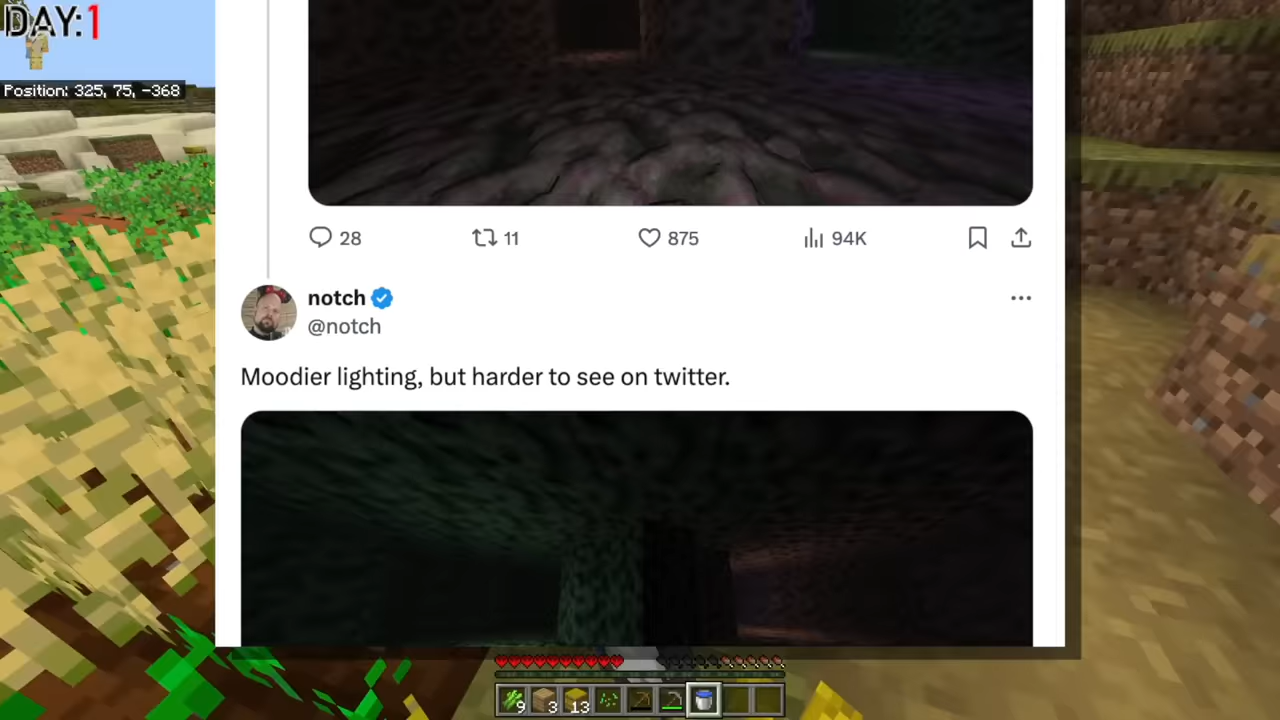 DAY:1
Position: 325, 75, -368
28
11
875
94K
notch
@notch
Moodier lighting, but harder to see on twitter.
9
3
13